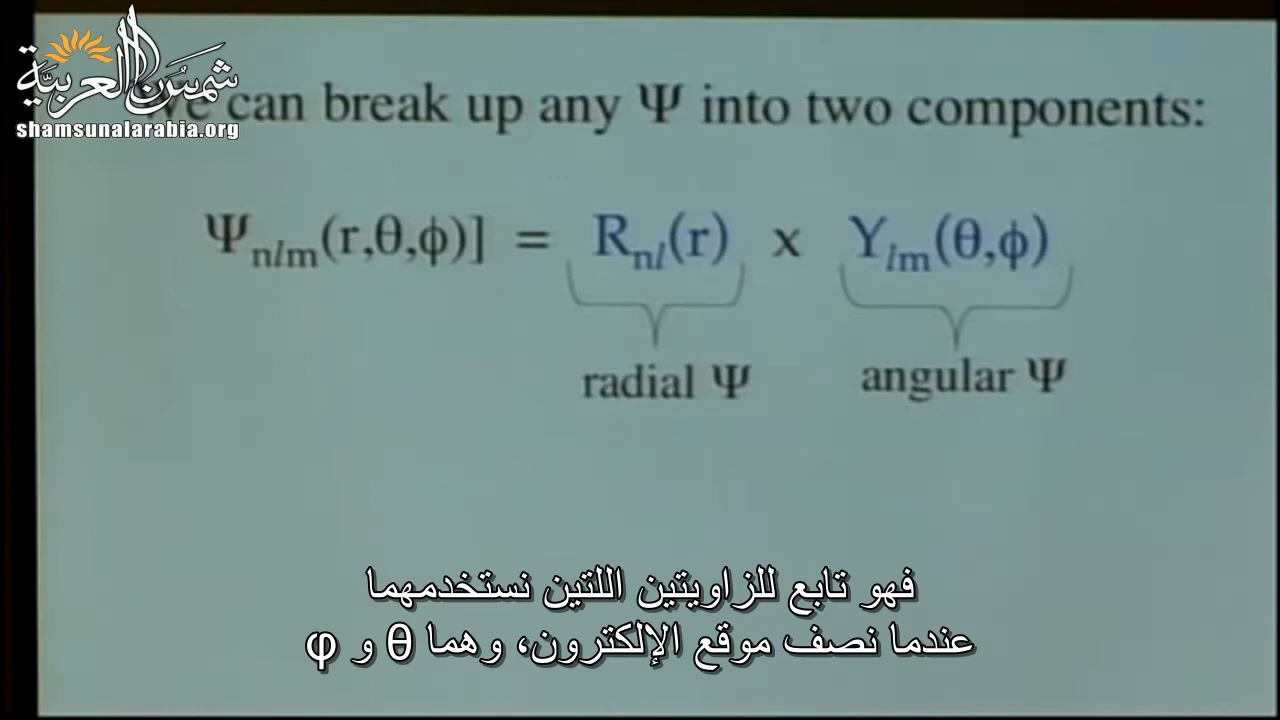 شمسنا العربية
shamsunalarabia.org
we can break up any Ψ into two components:
Ψnlm(r,θ,ϕ)] = Rnl(r) x Ylm(θ,ϕ)
radial Ψ angular Ψ
فهو تابع للزاويتين اللتين نستخدمهما
عندما نصف موقع الإلكترون، وهما θ و φ